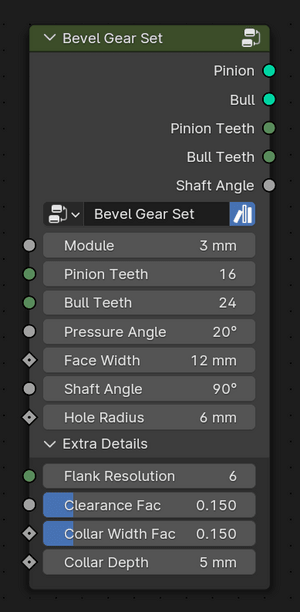 Bevel Gear Set
Pinion
Bull
Pinion Teeth
Bull Teeth
Shaft Angle
Bevel Gear Set
Module 3 mm
Pinion Teeth 16
Bull Teeth 24
Pressure Angle 20°
Face Width 12 mm
Shaft Angle 90°
Hole Radius 6 mm
Extra Details
Flank Resolution 6
Clearance Fac 0.150
Collar Width Fac 0.150
Collar Depth 5 mm